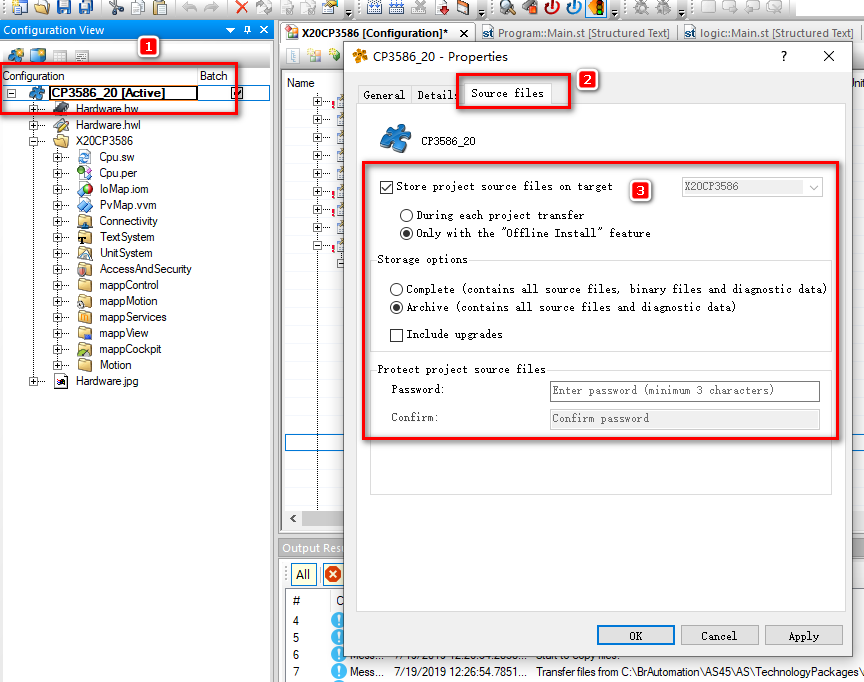 Configuration View
1
Configuration
Batch
CP3586_20 [Active]
Hardware.hw
Hardware.hwl
X20CP3586
Cpu.sw
Cpu.per
IoMap.iom
PvMap.vvm
Connectivity
TextSystem
UnitSystem
AccessAndSecurity
mappControl
mappMotion
mappServices
mappView
mappCockpit
Motion
Hardware.jpg
X20CP3586 [Configuration]*
Program::Main.st [Structured Text]
logic::Main.st [Structured Text]
Name
CP3586_20 - Properties
?
General
Details
Source files
2
CP3586_20
Store project source files on target
3
X20CP3586
During each project transfer
Only with the "Offline Install" feature
Storage options
Complete (contains all source files, binary files and diagnostic data)
Archive (contains all source files and diagnostic data)
Include upgrades
Protect project source files
Password:
Enter password (minimum 3 characters)
Confirm:
Confirm password
OK
Cancel
Apply
Output
All
#
4
5
6
7
Mess... 7/19/2019 12:26:54.7851... Transfer files from C:\BrAutomation\AS45\AS\TechnologyPackages\